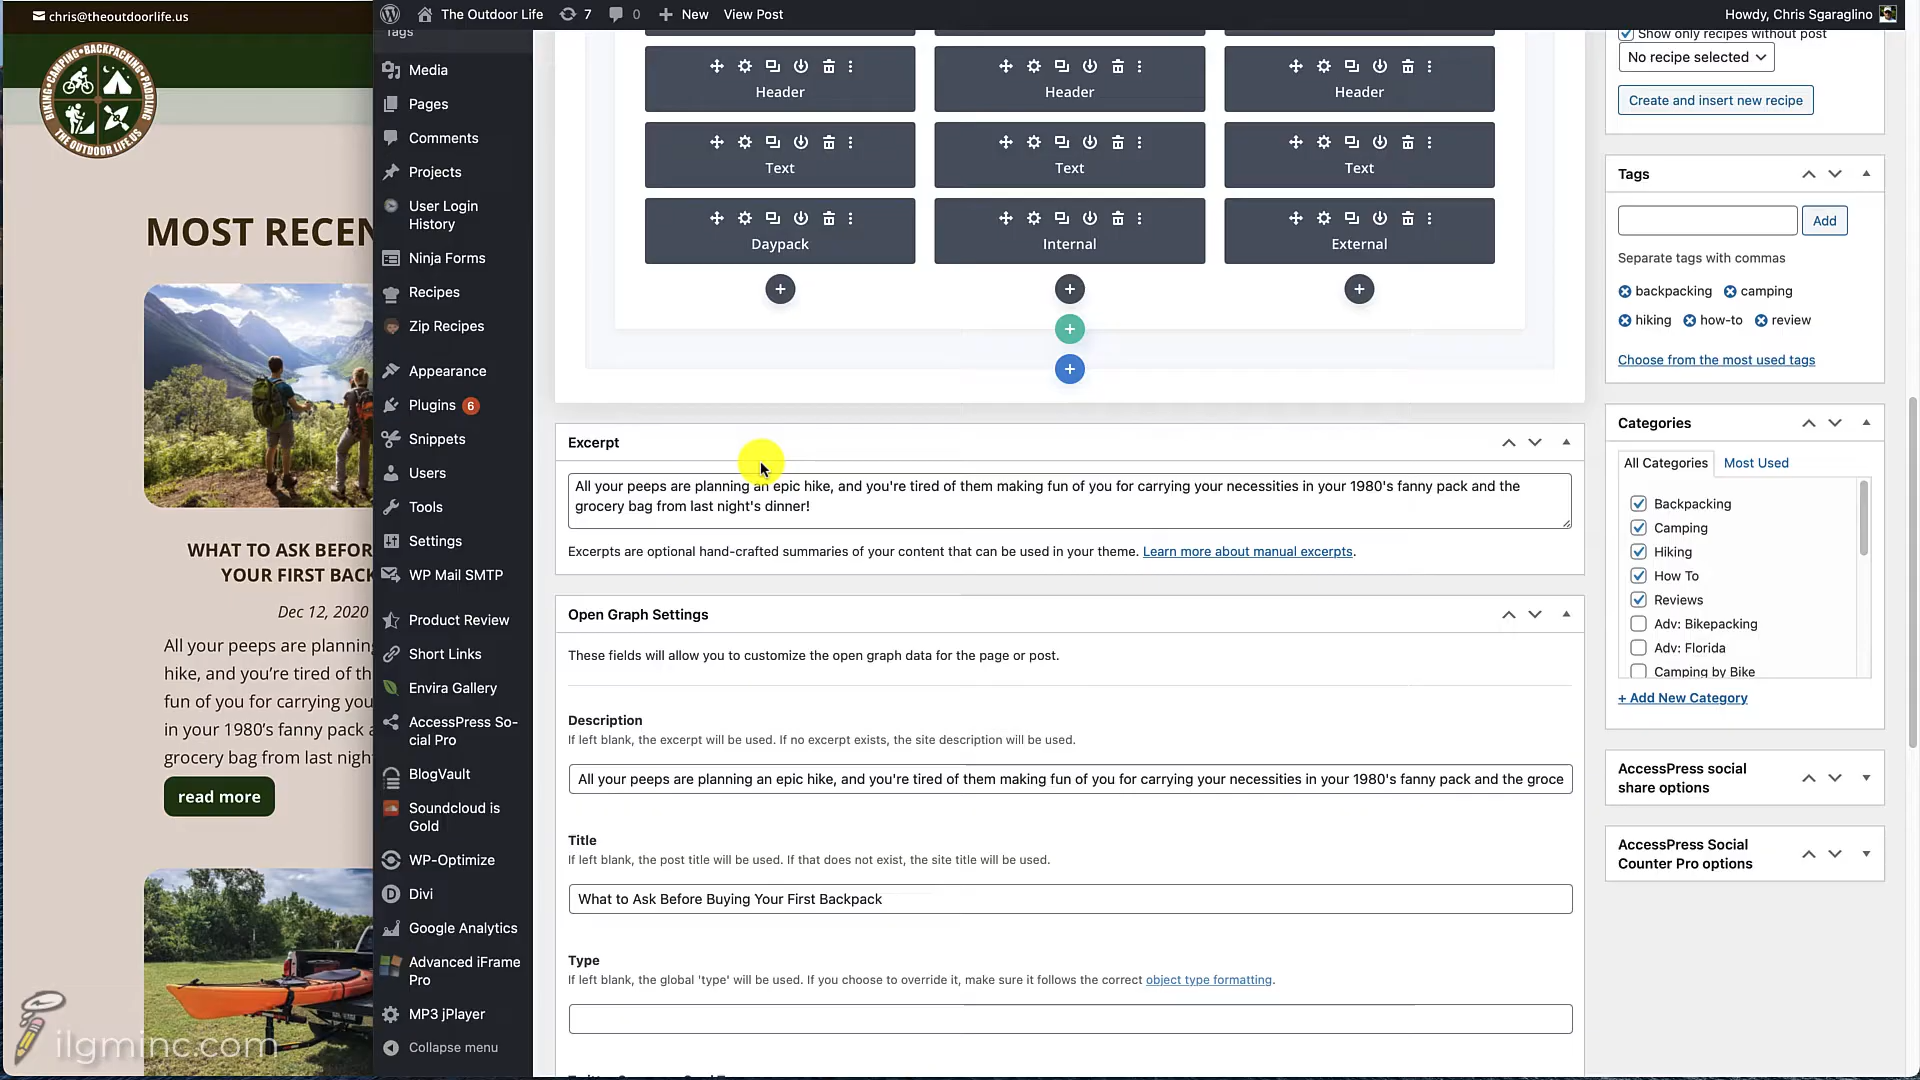 chris@theoutdoorlife.us
BIKING•CAMPING•BACKPACKING•PADDLING
THE OUTDOOR LIFE.US
MOST RECEN
WHAT TO ASK BEFOR
YOUR FIRST BACK
Dec 12, 2020
All your peeps are planning
hike, and you're tired of th
fun of you for carrying you
in your 1980's fanny pack a
grocery bag from last night
read more
ilgminc.com
The Outdoor Life
7
0
New
View Post
Howdy, Chris Sgaraglino
Tags
Media
Pages
Comments
Projects
User Login
History
Ninja Forms
Recipes
Zip Recipes
Appearance
Plugins 6
Snippets
Users
Tools
Settings
WP Mail SMTP
Product Review
Short Links
Envira Gallery
AccessPress So-
cial Pro
BlogVault
Soundcloud is
Gold
WP-Optimize
Divi
Google Analytics
Advanced iFrame
Pro
MP3 jPlayer
Collapse menu
Header
Header
Header
Text
Text
Text
Daypack
Internal
External
Excerpt
All your peeps are planning an epic hike, and you're tired of them making fun of you for carrying your necessities in your 1980's fanny pack and the
grocery bag from last night's dinner!
Excerpts are optional hand-crafted summaries of your content that can be used in your theme. Learn more about manual excerpts.
Open Graph Settings
These fields will allow you to customize the open graph data for the page or post.
Description
If left blank, the excerpt will be used. If no excerpt exists, the site description will be used.
All your peeps are planning an epic hike, and you're tired of them making fun of you for carrying your necessities in your 1980's fanny pack and the groce
Title
If left blank, the post title will be used. If that does not exist, the site title will be used.
What to Ask Before Buying Your First Backpack
Type
If left blank, the global 'type' will be used. If you choose to override it, make sure it follows the correct object type formatting.
Show only recipes without post
No recipe selected
Create and insert new recipe
Tags
Add
Separate tags with commas
backpacking camping
hiking how-to review
Choose from the most used tags
Categories
All Categories
Most Used
Backpacking
Camping
Hiking
How To
Reviews
Adv: Bikepacking
Adv: Florida
Camping by Bike
+ Add New Category
AccessPress social
share options
AccessPress Social
Counter Pro options